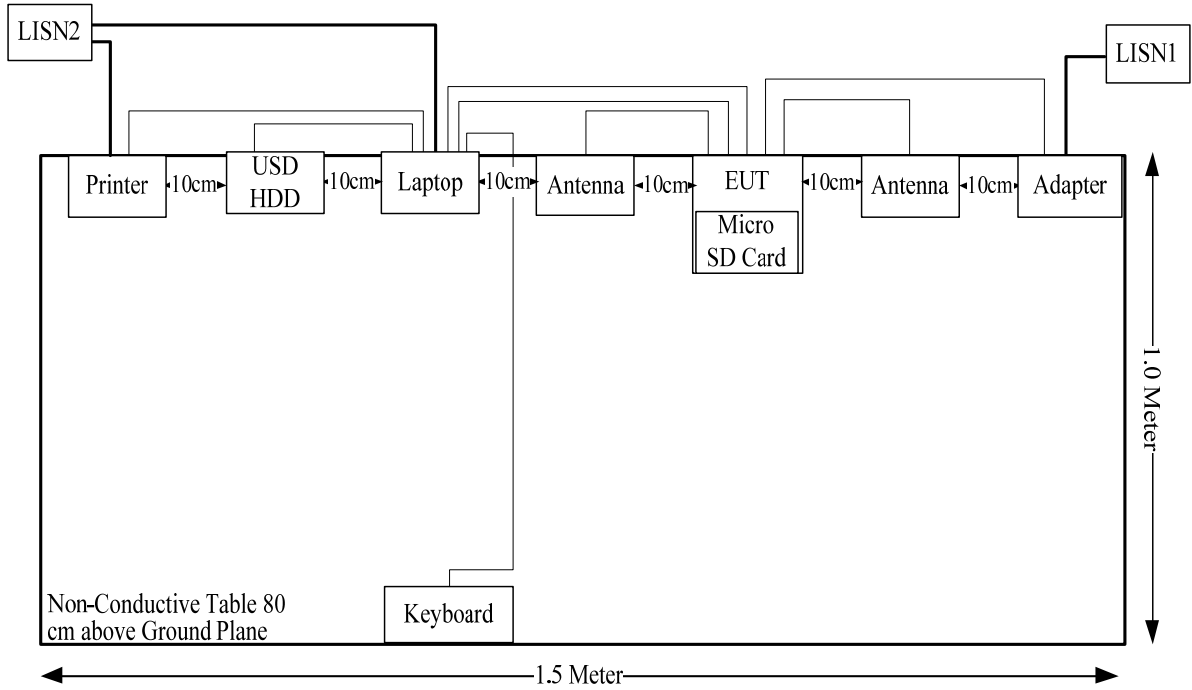 LISN2
LISN1
Printer
10cm
USD
HDD
10cm
Laptop
10cm
Antenna
10cm
EUT
Micro
SD Card
10cm
Antenna
10cm
Adapter
1.0 Meter
Keyboard
Non-Conductive Table 80
cm above Ground Plane
1.5 Meter